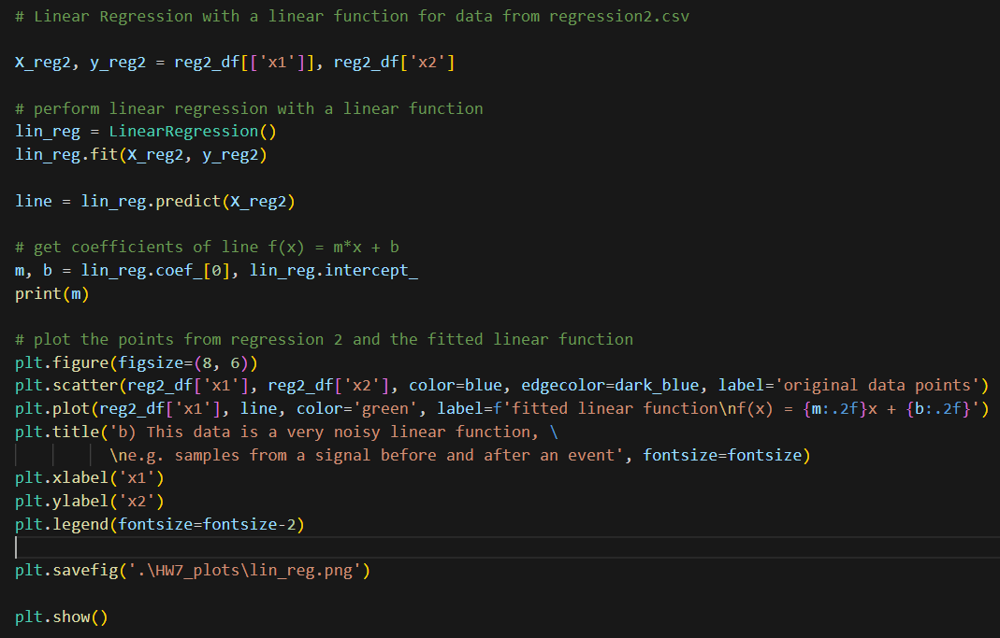 # Linear Regression with a linear function for data from regression2.csv
X_reg2, y_reg2 = reg2_df[['x1']], reg2_df['x2']
# perform linear regression with a linear function
lin_reg = LinearRegression()
lin_reg.fit(X_reg2, y_reg2)
line = lin_reg.predict(X_reg2)
# get coefficients of line f(x) = m*x + b
m, b = lin_reg.coef_[0], lin_reg.intercept_
print(m)
# plot the points from regression 2 and the fitted linear function
plt.figure(figsize=(8, 6))
plt.scatter(reg2_df['x1'], reg2_df['x2'], color=blue, edgecolor=dark_blue, label='original data points')
plt.plot(reg2_df['x1'], line, color='green', label=f'fitted linear function\nf(x) = {m:.2f}x + {b:.2f}')
plt.title('b) This data is a very noisy linear function, \
\ne.g. samples from a signal before and after an event', fontsize=fontsize)
plt.xlabel('x1')
plt.ylabel('x2')
plt.legend(fontsize=fontsize-2)
plt.savefig('.\HW7_plots\lin_reg.png')
plt.show()